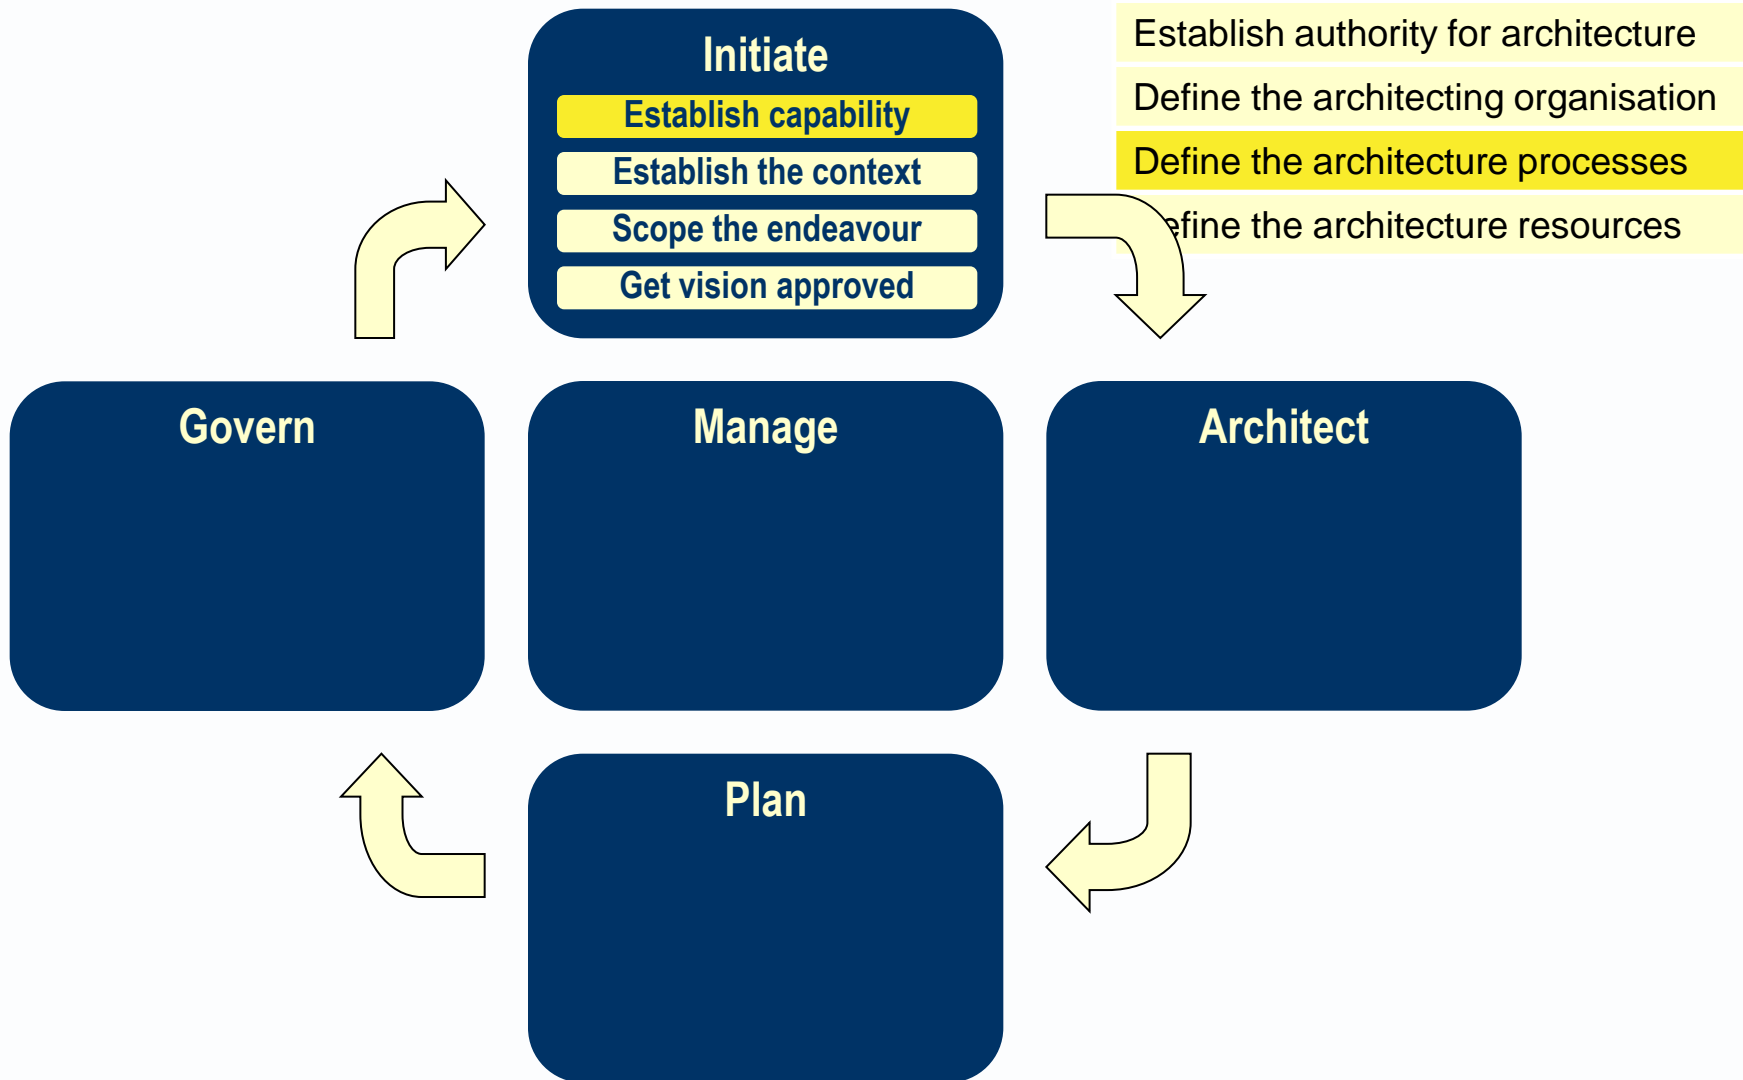 Initiate
Establish capability
Establish the context
Scope the endeavour
Get vision approved
Establish authority for architecture
Define the architecting organisation
Define the architecture processes
efine the architecture resources
Govern
Manage
Architect
Plan